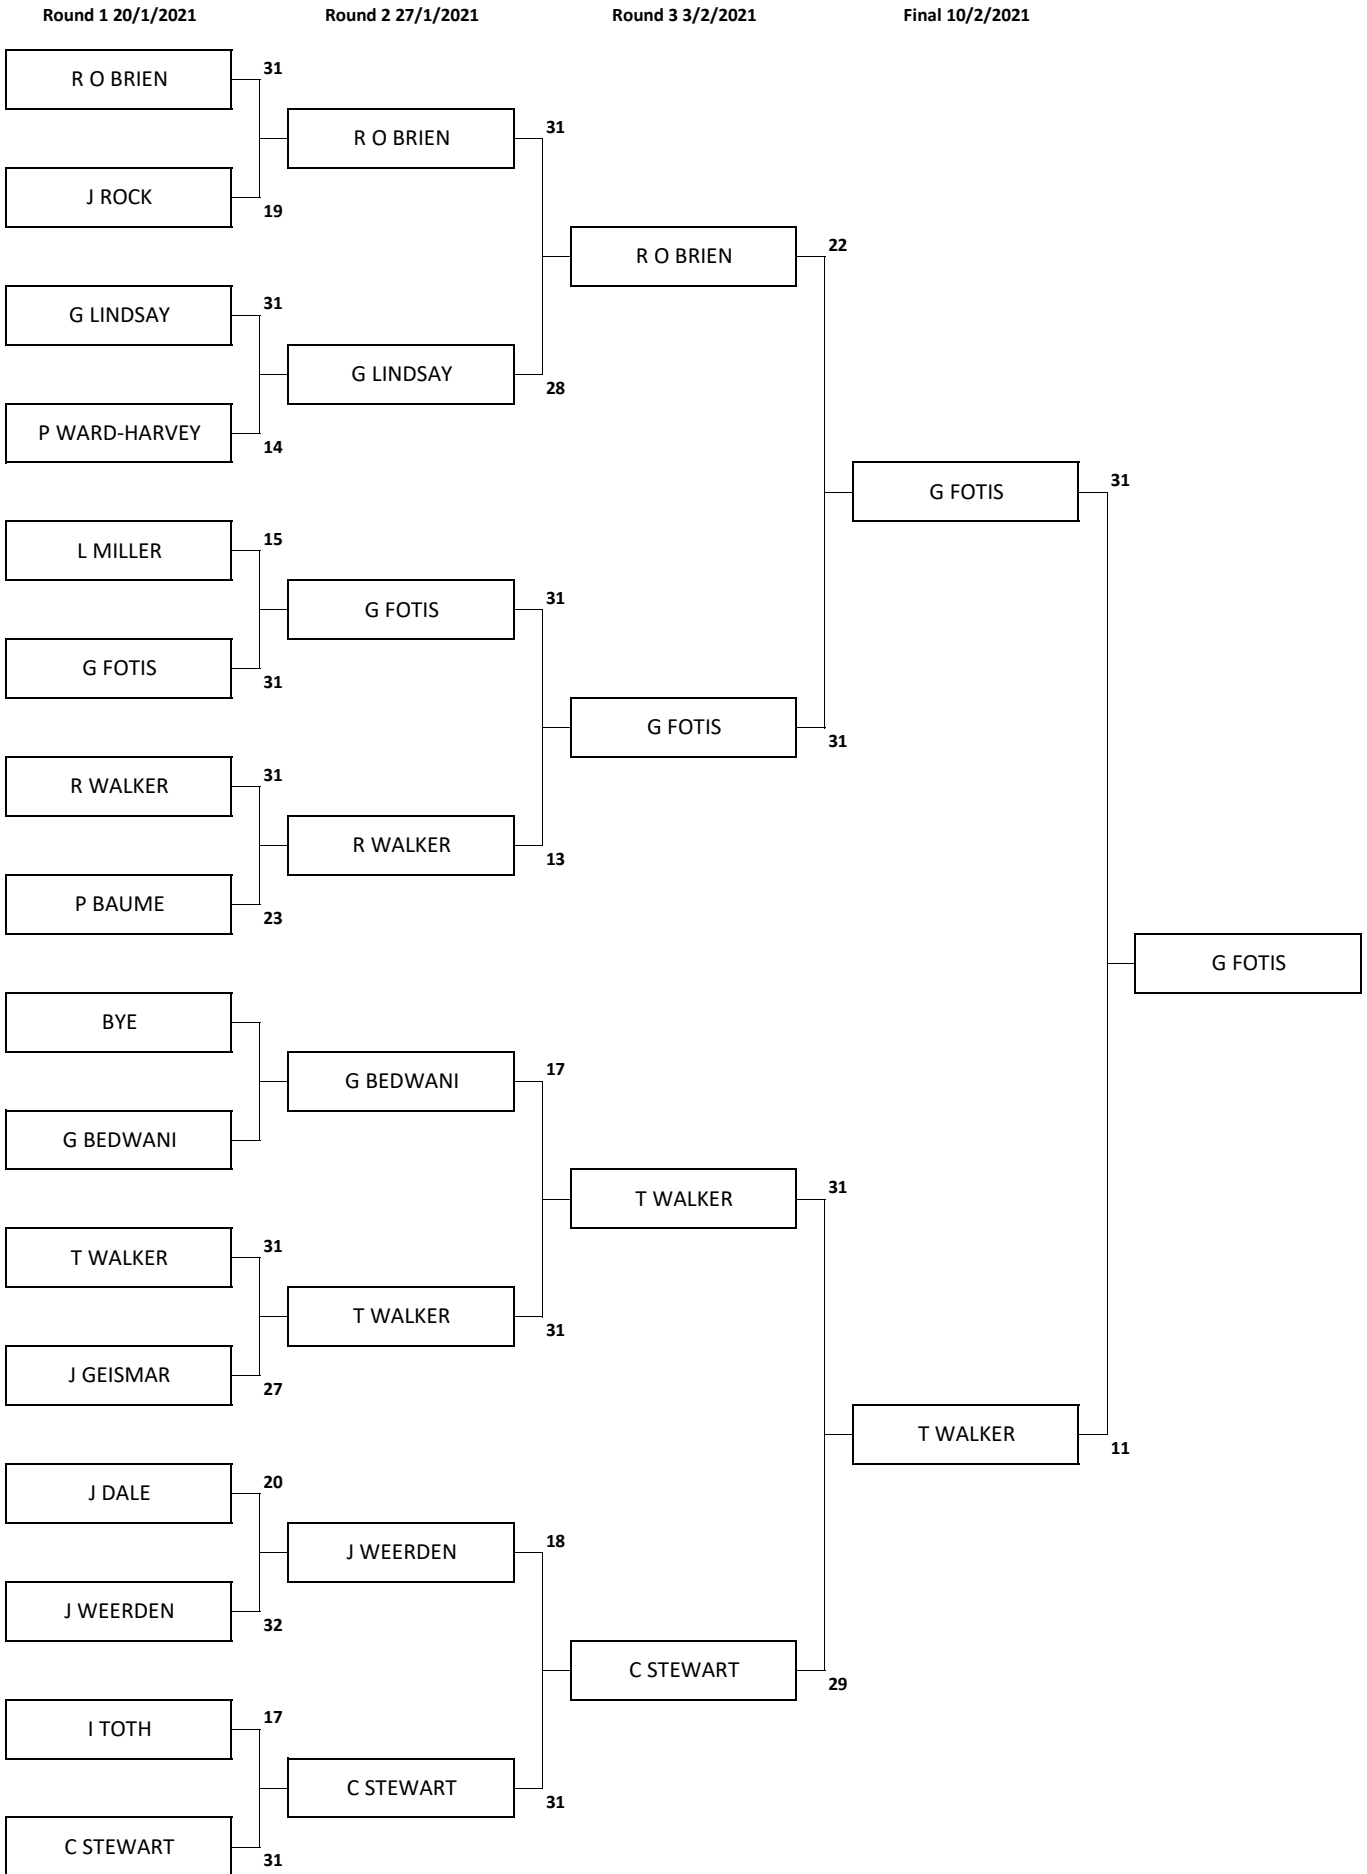 Round 1 20/1/2021 Round 2 27/1/2021 Round 3 3/2/2021 Final 10/2/2021
31
R O BRIEN
31
R O BRIEN
J ROCK
19
22
R O BRIEN
31
G LINDSAY
G LINDSAY
28
P WARD-HARVEY
14
31
G FOTIS
15
L MILLER
31
G FOTIS
G FOTIS
31
G FOTIS
31
31
R WALKER
R WALKER
13
P BAUME
23
G FOTIS
BYE
17
G BEDWANI
G BEDWANI
31
T WALKER
31
T WALKER
T WALKER
31
J GEISMAR
27
T WALKER
11
20
J DALE
18
J WEERDEN
J WEERDEN
32
C STEWART
29
17
I TOTH
C STEWART
31
C STEWART
31